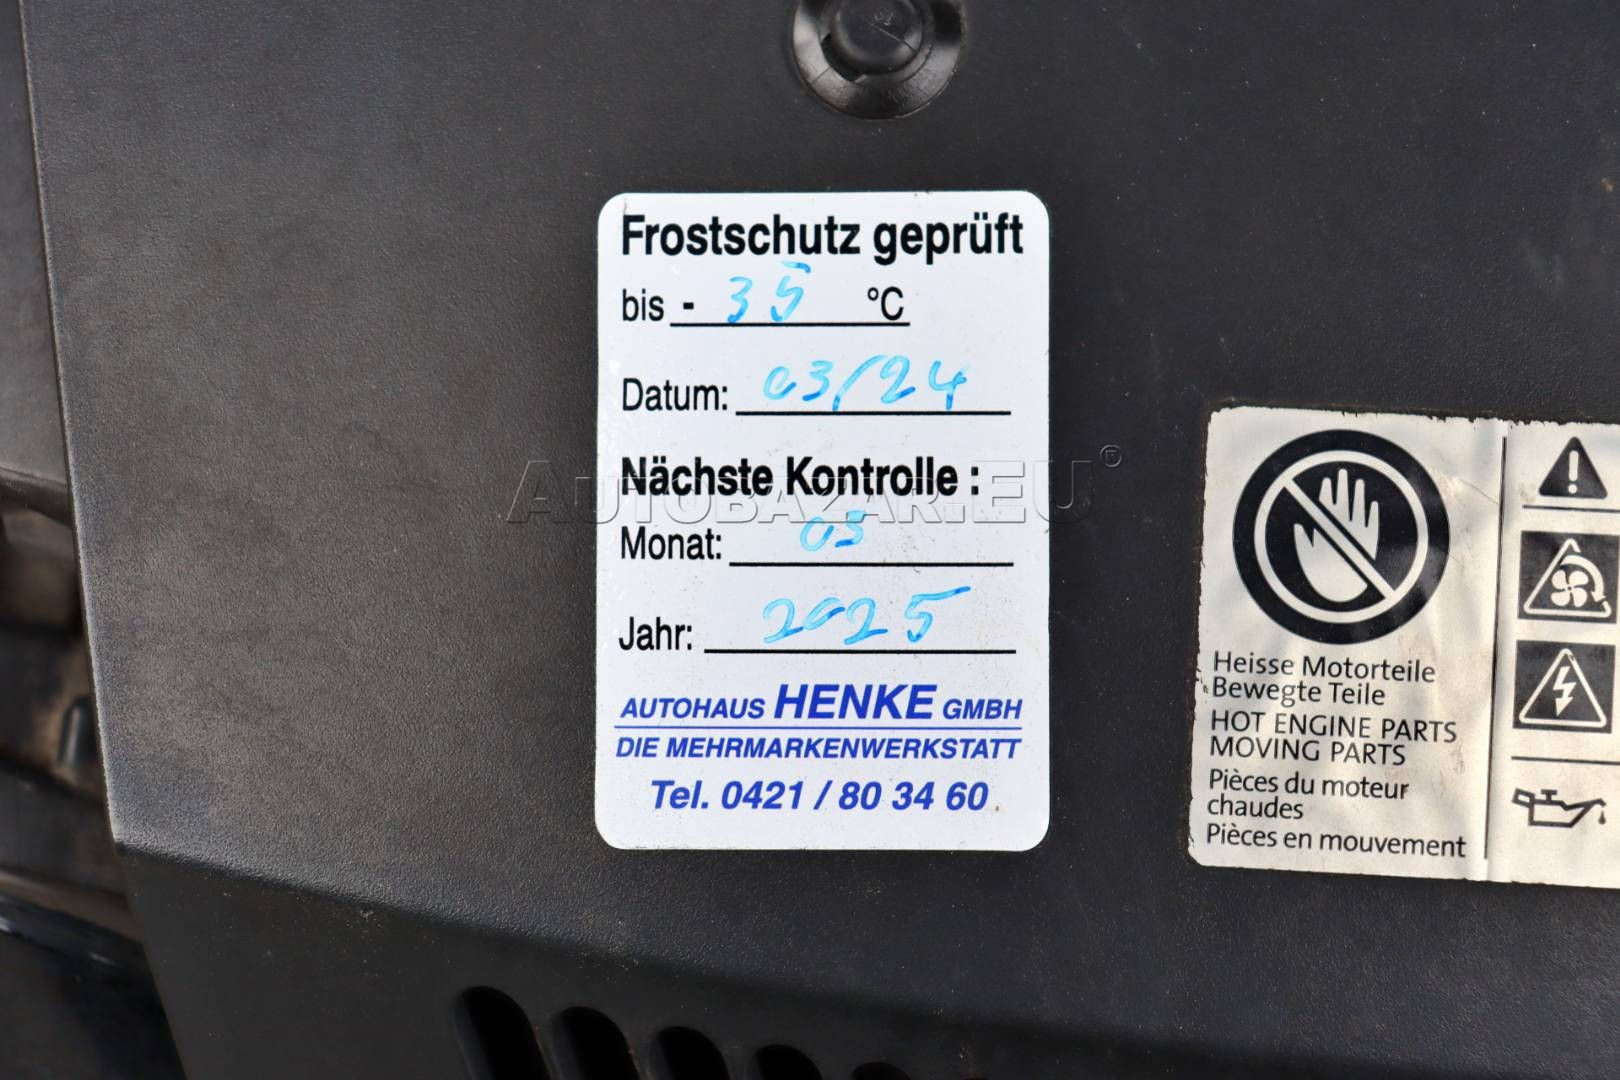 Frostschutz geprüft
bis - 35 °C
Datum: 03/24
Nächste Kontrolle :
Monat: 03
Jahr: 2025
AUTOHAUS HENKE GMBH
DIE MEHRMARKENWERKSTATT
Tel. 0421 / 80 34 60
AUTOBAZAR.EU®
Heisse Motorteile
Bewegte Teile
HOT ENGINE PARTS
MOVING PARTS
Pièces du moteur
chaudes
Pièces en mouvement